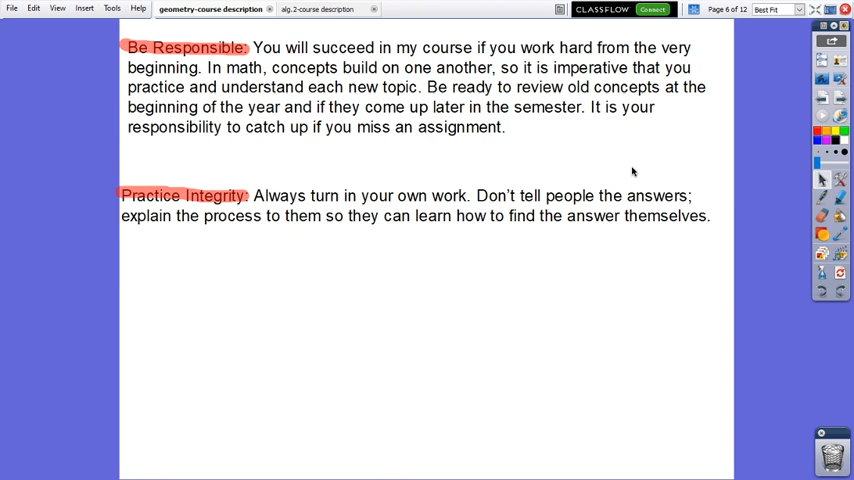 File Edit View Insert Tools Help geometry-course description alg.2-course description CLASSFLOW Connect Page 6 of 12 Best Fit
Be Responsible: You will succeed in my course if you work hard from the very
beginning. In math, concepts build on one another, so it is imperative that you
practice and understand each new topic. Be ready to review old concepts at the
beginning of the year and if they come up later in the semester. It is your
responsibility to catch up if you miss an assignment.
Practice Integrity: Always turn in your own work. Don't tell people the answers;
explain the process to them so they can learn how to find the answer themselves.